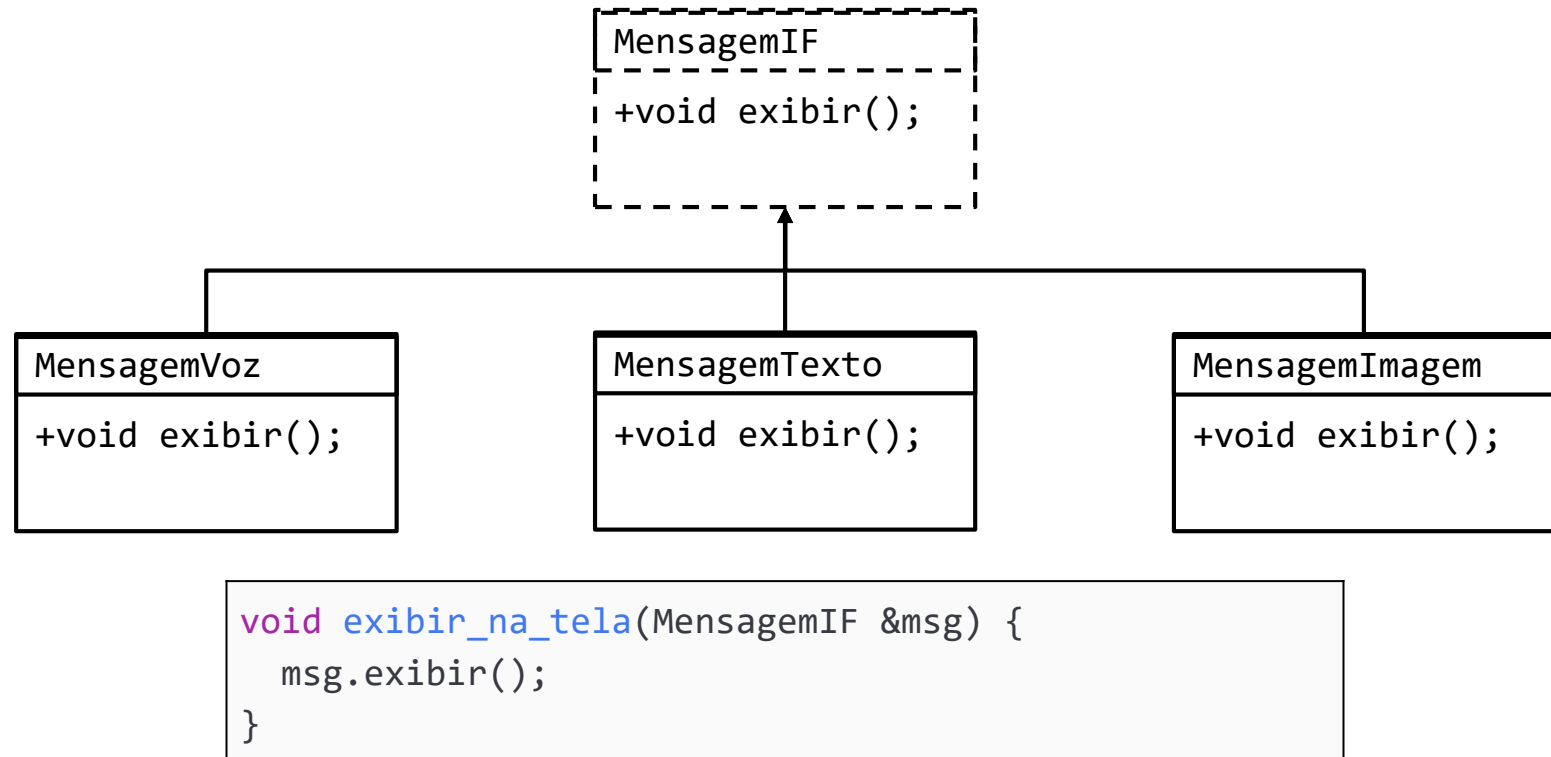 MensagemIF
+void exibir();
MensagemVoz
+void exibir();
MensagemTexto
+void exibir();
MensagemImagem
+void exibir();
void exibir_na_tela(MensagemIF &msg) {
  msg.exibir();
}